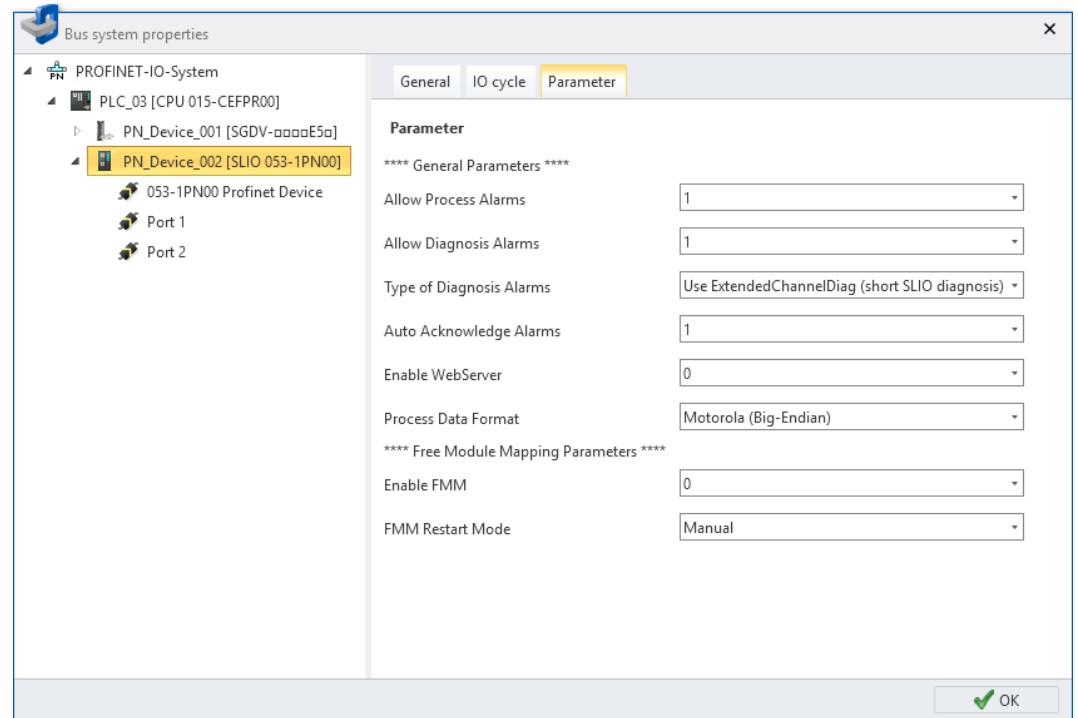 Bus system properties
PROFINET-IO-System
PLC_03 [CPU 015-CEFPR00]
PN_Device_001 [SGDV-□□□□E5□]
PN_Device_002 [SLIO 053-1PN00]
053-1PN00 Profinet Device
Port 1
Port 2
General IO cycle Parameter
Parameter
**** General Parameters ****
Allow Process Alarms 1
Allow Diagnosis Alarms 1
Type of Diagnosis Alarms Use ExtendedChannelDiag (short SLIO diagnosis)
Auto Acknowledge Alarms 1
Enable WebServer 0
Process Data Format Motorola (Big-Endian)
**** Free Module Mapping Parameters ****
Enable FMM 0
FMM Restart Mode Manual
OK